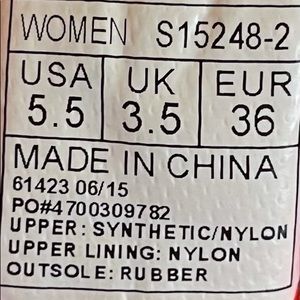 WOMEN S15248-2
USA UK EUR
5.5 3.5 36
MADE IN CHINA
61423 06/15
PO#4700309782
UPPER: SYNTHETIC/NYLON
UPPER LINING: NYLON
OUTSOLE: RUBBER